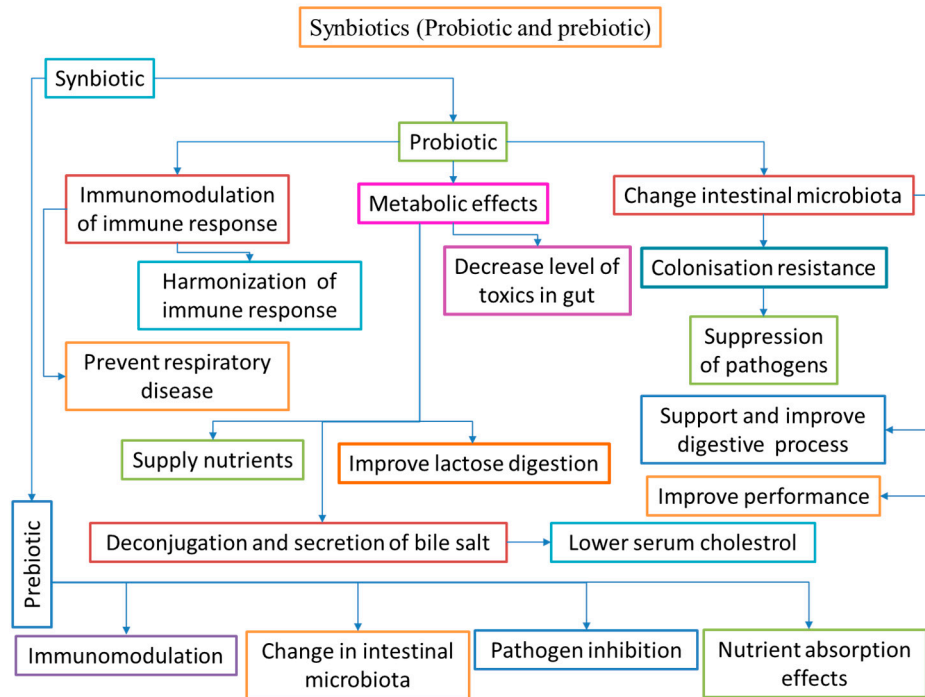 Synbiotics (Probiotic and prebiotic)
Synbiotic
Probiotic
Immunomodulation
of immune response
Metabolic effects
Change intestinal microbiota
Harmonization of
immune response
Decrease level of
toxics in gut
Colonisation resistance
Suppression
of pathogens
Prevent respiratory
disease
Support and improve
digestive process
Supply nutrients
Improve lactose digestion
Improve performance
Deconjugation and secretion of bile salt
Lower serum cholestrol
Prebiotic
Immunomodulation
Change in intestinal
microbiota
Pathogen inhibition
Nutrient absorption
effects